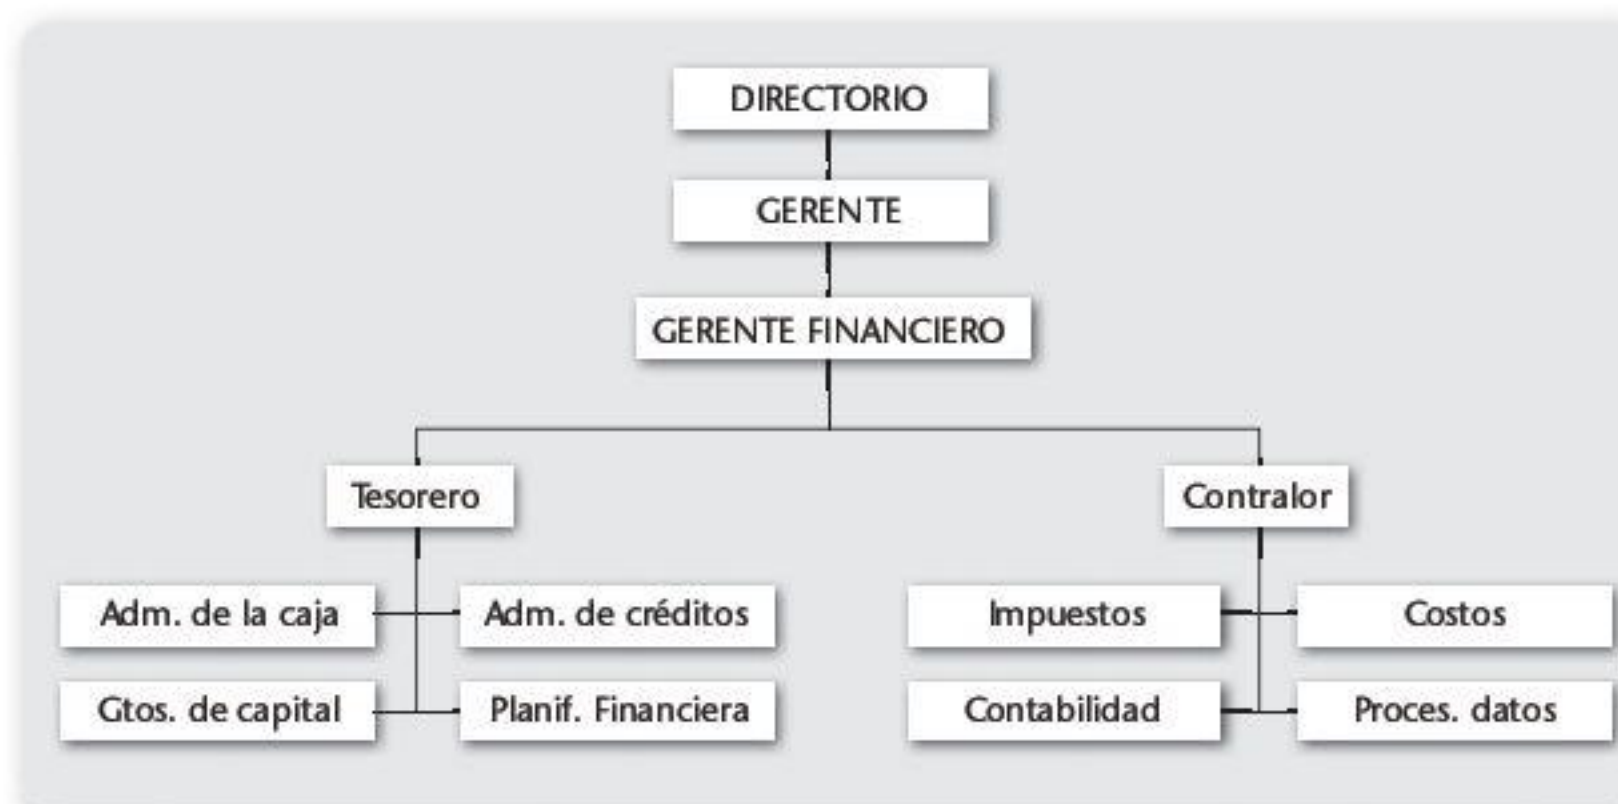 DIRECTORIO
GERENTE
GERENTE FINANCIERO
Tesorero
Contralor
Adm. de la caja
Adm. de créditos
Impuestos
Costos
Gtos. de capital
Planif. Financiera
Contabilidad
Proces. datos